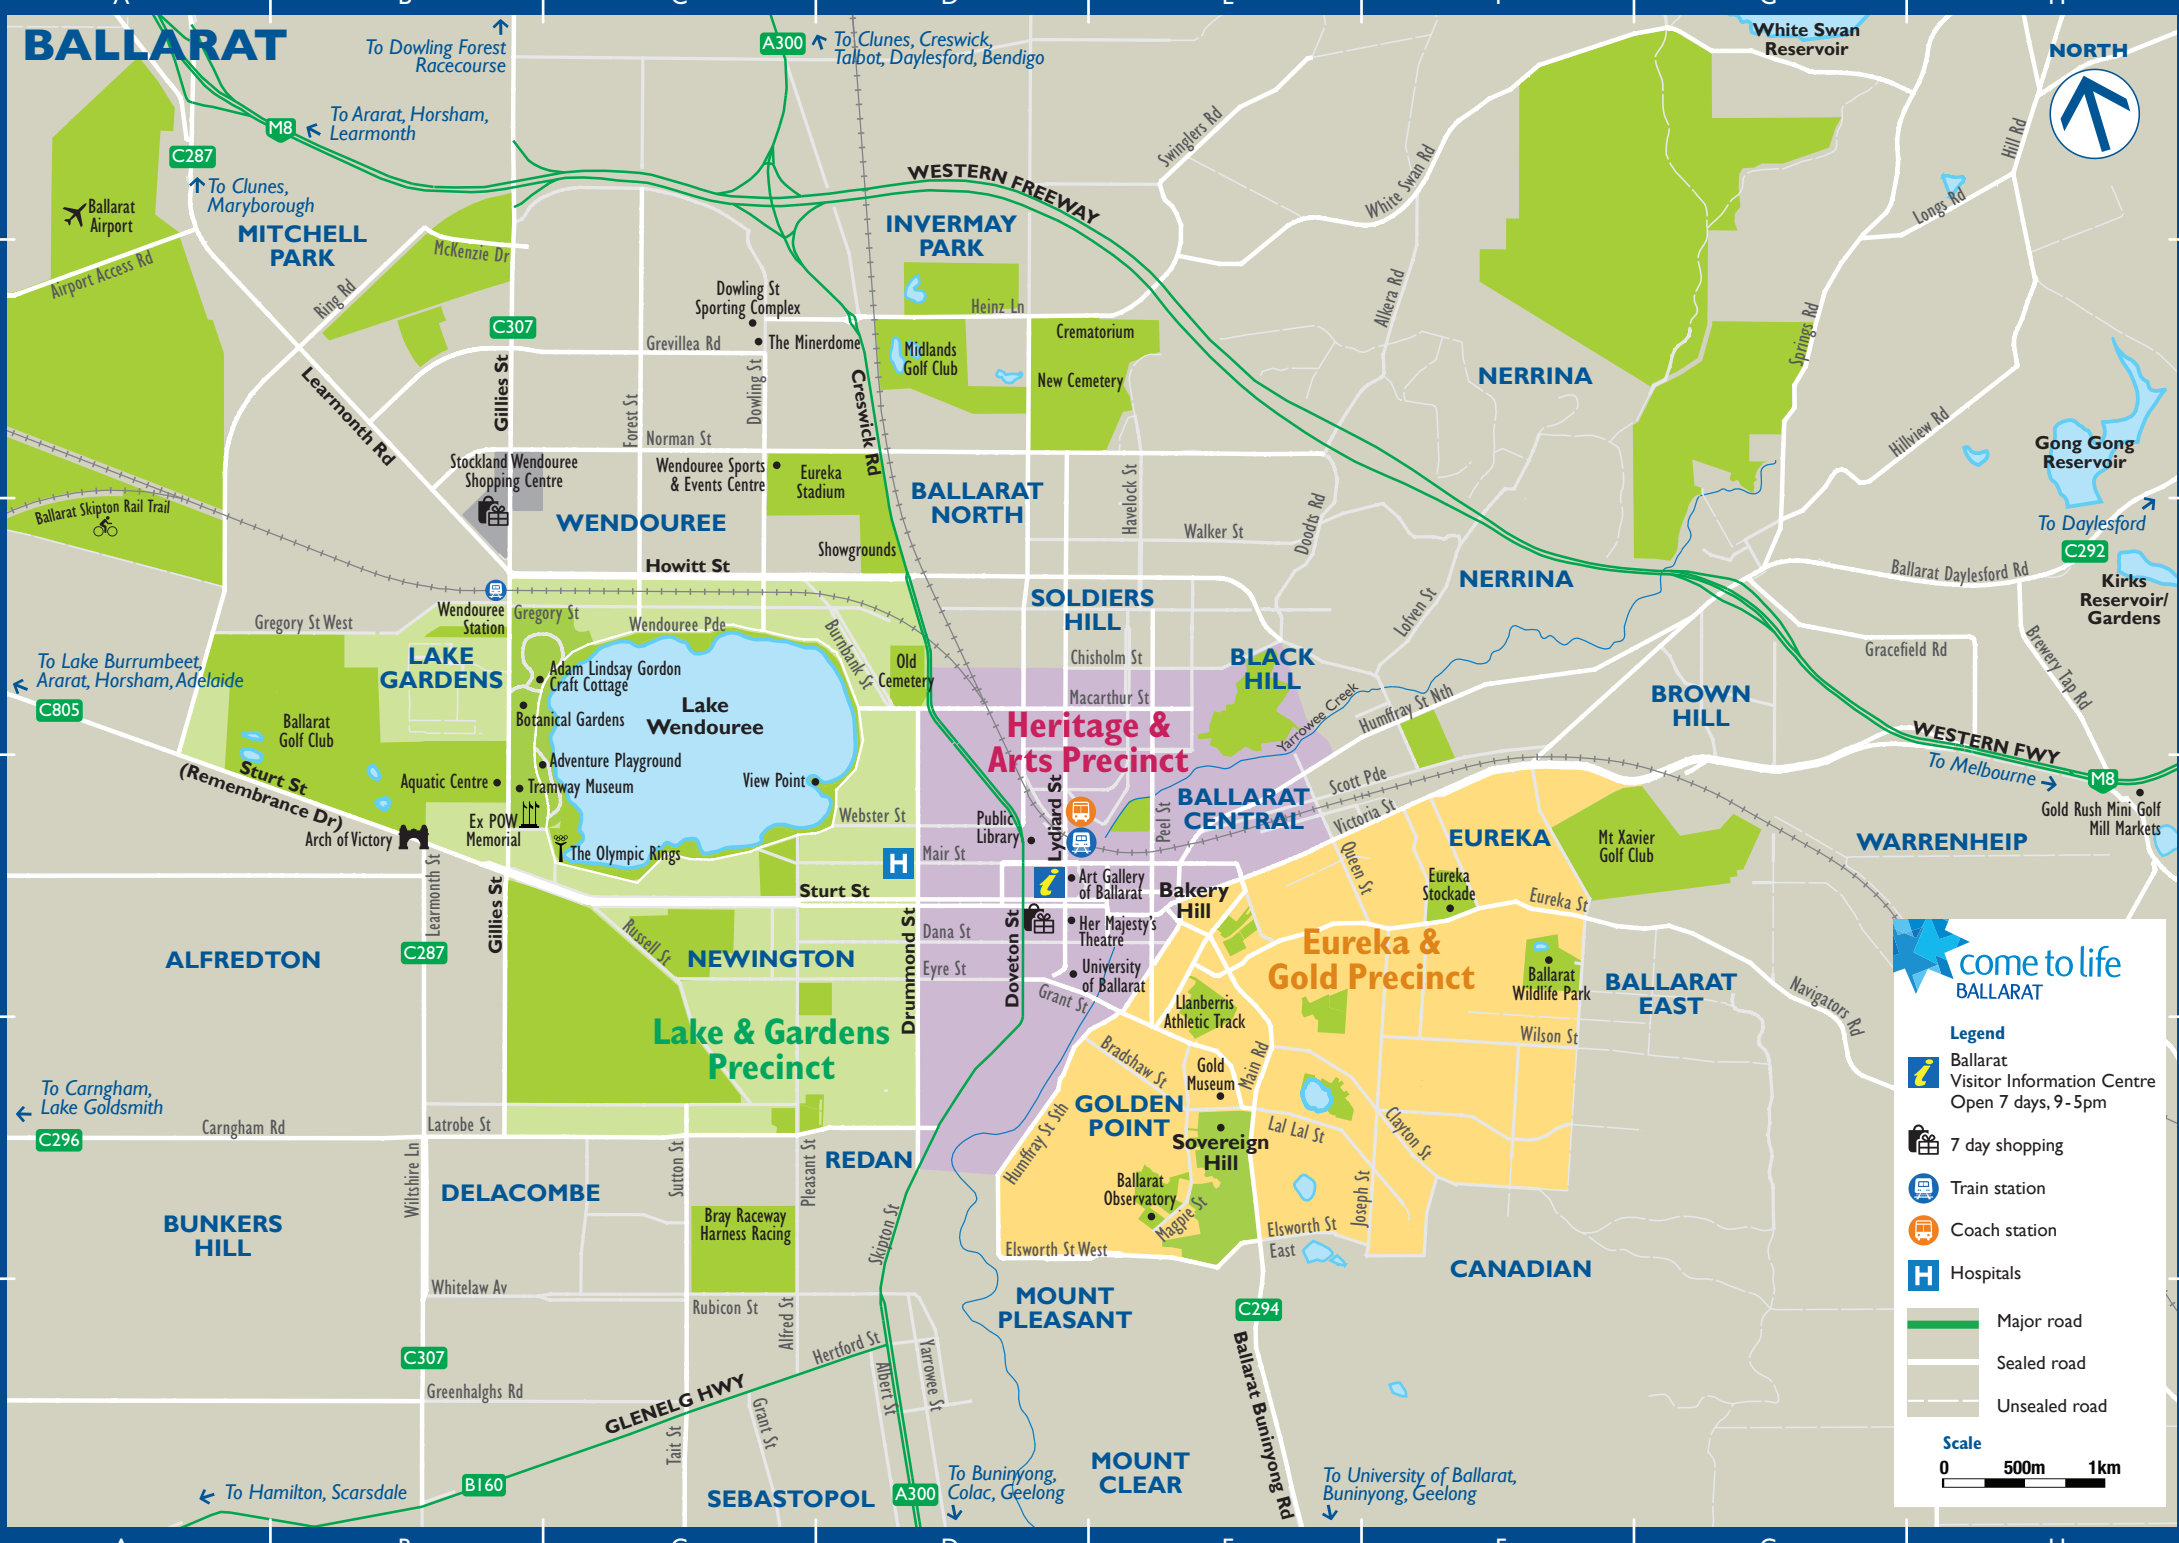 BALLARAT
To Dowling Forest
Racecourse
A300
To Clunes, Creswick,
Talbot, Daylesford, Bendigo
White Swan
Reservoir
NORTH
M8
To Ararat, Horsham,
Learmonth
C287
To Clunes,
Maryborough
Ballarat
Airport
Airport Access Rd
MITCHELL
PARK
McKenzie Dr
Ring Rd
WESTERN FREEWAY
INVERMAY
PARK
Swinglers Rd
White Swan Rd
Hill Rd
Longs Rd
Alkera Rd
Springs Rd
C307
Dowling St
Sporting Complex
Heinz Ln
Grevillea Rd
The Minerdome
Crematorium
Midlands
Golf Club
New Cemetery
NERRINA
Learmonth Rd
Gillies St
Forest St
Dowling St
Creswick Rd
Norman St
Hillview Rd
Gong Gong
Reservoir
Stockland Wendouree
Shopping Centre
Wendouree Sports
& Events Centre
Eureka
Stadium
BALLARAT
NORTH
Havelock St
Doodts Rd
Ballarat Skipton Rail Trail
WENDOUREE
Walker St
To Daylesford
C292
Showgrounds
Howitt St
Ballarat Daylesford Rd
Kirks
Reservoir/
Gardens
NERRINA
Lofven St
Wendouree
Station
Gregory St
Gregory St West
Wendouree Pde
Burnbank St
SOLDIERS
HILL
Chisholm St
BLACK
HILL
Gracefield Rd
Brewery Tap Rd
To Lake Burrumbeet,
Ararat, Horsham, Adelaide
C805
LAKE
GARDENS
Adam Lindsay Gordon
Craft Cottage
Botanical Gardens
Lake
Wendouree
Old
Cemetery
Macarthur St
Yarrowee Creek
Humffray St Nth
BROWN
HILL
Heritage &
Arts Precinct
Ballarat
Golf Club
WESTERN FWY
To Melbourne
M8
Gold Rush Mini Golf
Mill Markets
Sturt St
(Remembrance Dr)
Aquatic Centre
Adventure Playground
Tramway Museum
View Point
Arch of Victory
Ex POW
Memorial
The Olympic Rings
Webster St
Public
Library
Lydiard St
Peel St
BALLARAT
CENTRAL
Scott Pde
Victoria St
EUREKA
Mt Xavier
Golf Club
WARRENHEIP
H
Mair St
Art Gallery
of Ballarat
Bakery
Hill
Queen St
Eureka
Stockade
Eureka St
Learmonth St
Gillies St
Sturt St
Russell St
Drummond St
Dana St
Doveton St
Her Majesty's
Theatre
ALFREDTON
C287
NEWINGTON
Eyre St
University
of Ballarat
Grant St
Eureka &
Gold Precinct
Ballarat
Wildlife Park
BALLARAT
EAST
Navigators Rd
Llanberris
Athletic Track
Wilson St
Lake & Gardens
Precinct
Bradshaw St
Gold
Museum
Main Rd
To Carngham,
Lake Goldsmith
C296
Carngham Rd
Latrobe St
GOLDEN
POINT
Humffray St Sth
Sovereign
Hill
Lal Lal St
Clayton St
Wiltshire Ln
Sutton St
Pleasant St
REDAN
DELACOMBE
BUNKERS
HILL
Bray Raceway
Harness Racing
Ballarat
Observatory
Magpie St
Joseph St
Skipton St
Elsworth St West
Elsworth St
East
CANADIAN
Whitelaw Av
Rubicon St
Alfred St
MOUNT
PLEASANT
C294
C307
Hertford St
Albert St
Yarrowee St
Ballarat Buninyong Rd
Greenhalghs Rd
GLENELG HWY
Tait St
Grant St
B160
To Hamilton, Scarsdale
SEBASTOPOL
A300
To Buninyong,
Colac, Geelong
MOUNT
CLEAR
To University of Ballarat,
Buninyong, Geelong
come to life
BALLARAT
Legend
Ballarat
Visitor Information Centre
Open 7 days, 9-5pm
7 day shopping
Train station
Coach station
H
Hospitals
Major road
Sealed road
Unsealed road
Scale
0 500m 1km